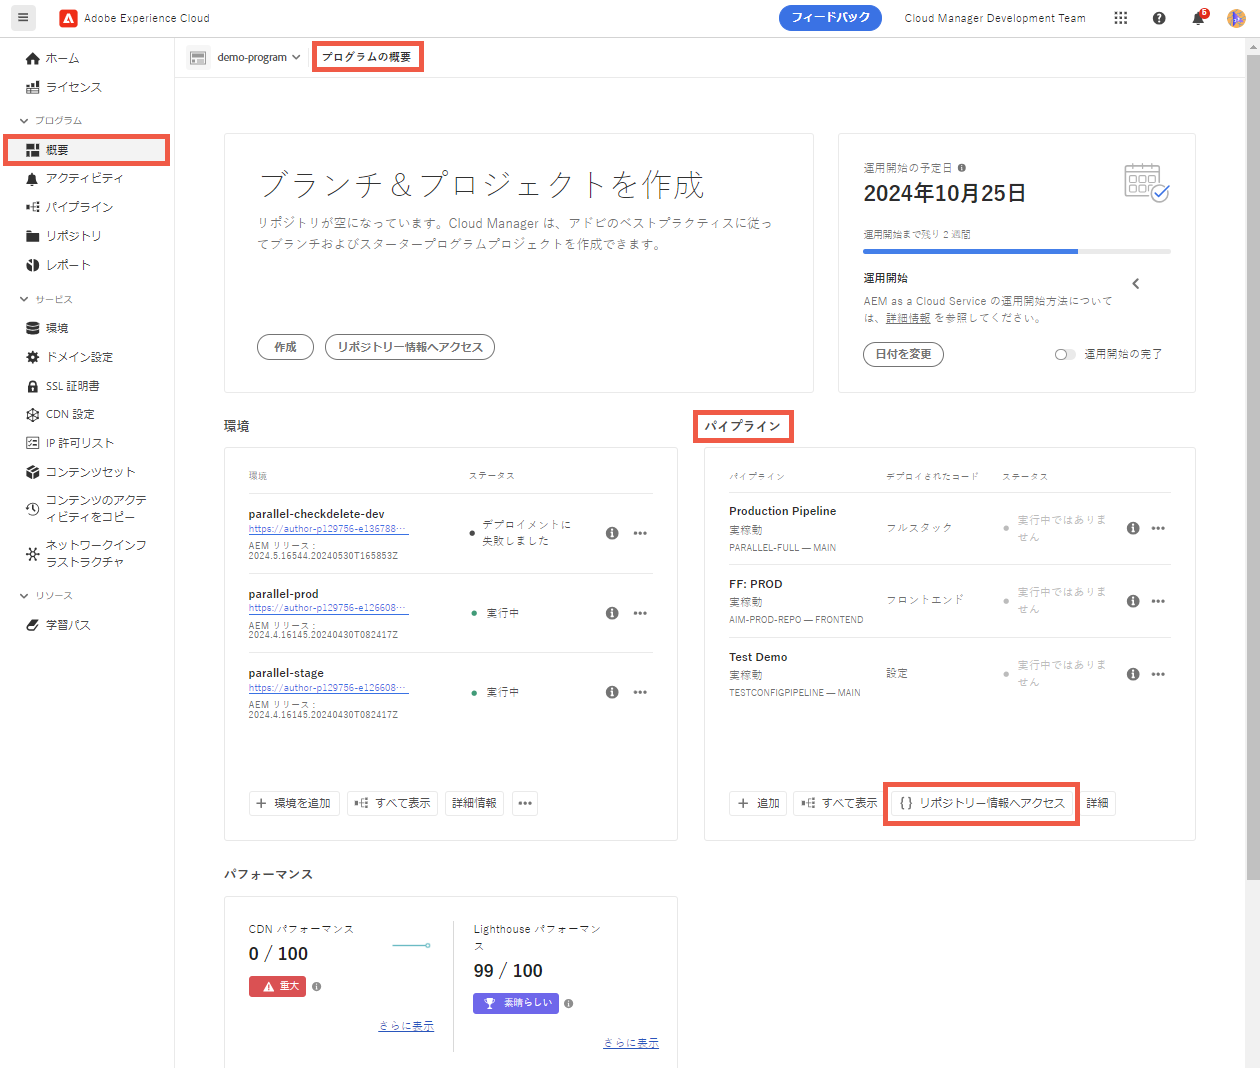 Adobe Experience Cloud
フィードバック
Cloud Manager Development Team
6
ホーム
ライセンス
プログラム
概要
アクティビティ
パイプライン
リポジトリ
レポート
サービス
環境
ドメイン設定
SSL 証明書
CDN 設定
IP 許可リスト
コンテンツセット
コンテンツのアクテ
ィビティをコピー
ネットワークインフ
ラストラクチャ
リソース
学習パス
demo-program
プログラムの概要
ブランチ＆プロジェクトを作成
リポジトリが空になっています。Cloud Manager は、アドビのベストプラクティスに従っ
てブランチおよびスタータープログラムプロジェクトを作成できます。
作成
リポジトリー情報へアクセス
運用開始の予定日
2024年10月25日
運用開始まで残り 2 週間
運用開始
AEM as a Cloud Service の運用開始方法について
は、詳細情報 を参照してください。
日付を変更
運用開始の完了
環境
環境 ステータス
parallel-checkdelete-dev
https://author-p129756-e136788···
AEM リリース :
2024.5.16544.20240530T165853Z
デプロイメントに
失敗しました
parallel-prod
https://author-p129756-e126608···
AEM リリース :
2024.4.16145.20240430T082417Z
実行中
parallel-stage
https://author-p129756-e126608···
AEM リリース :
2024.4.16145.20240430T082417Z
実行中
環境を追加
すべて表示
詳細情報
パイプライン
パイプライン デプロイされたコード ステータス
Production Pipeline
実稼動
PARALLEL-FULL — MAIN
フルスタック
実行中ではありま
せん
FF: PROD
実稼動
AIM-PROD-REPO — FRONTEND
フロントエンド
実行中ではありま
せん
Test Demo
実稼動
TESTCONFIGPIPELINE — MAIN
設定
実行中ではありま
せん
追加
すべて表示
{ } リポジトリー情報へアクセス
詳細
パフォーマンス
CDN パフォーマンス
0 / 100
重大
さらに表示
Lighthouse パフォーマン
ス
99 / 100
素晴らしい
さらに表示